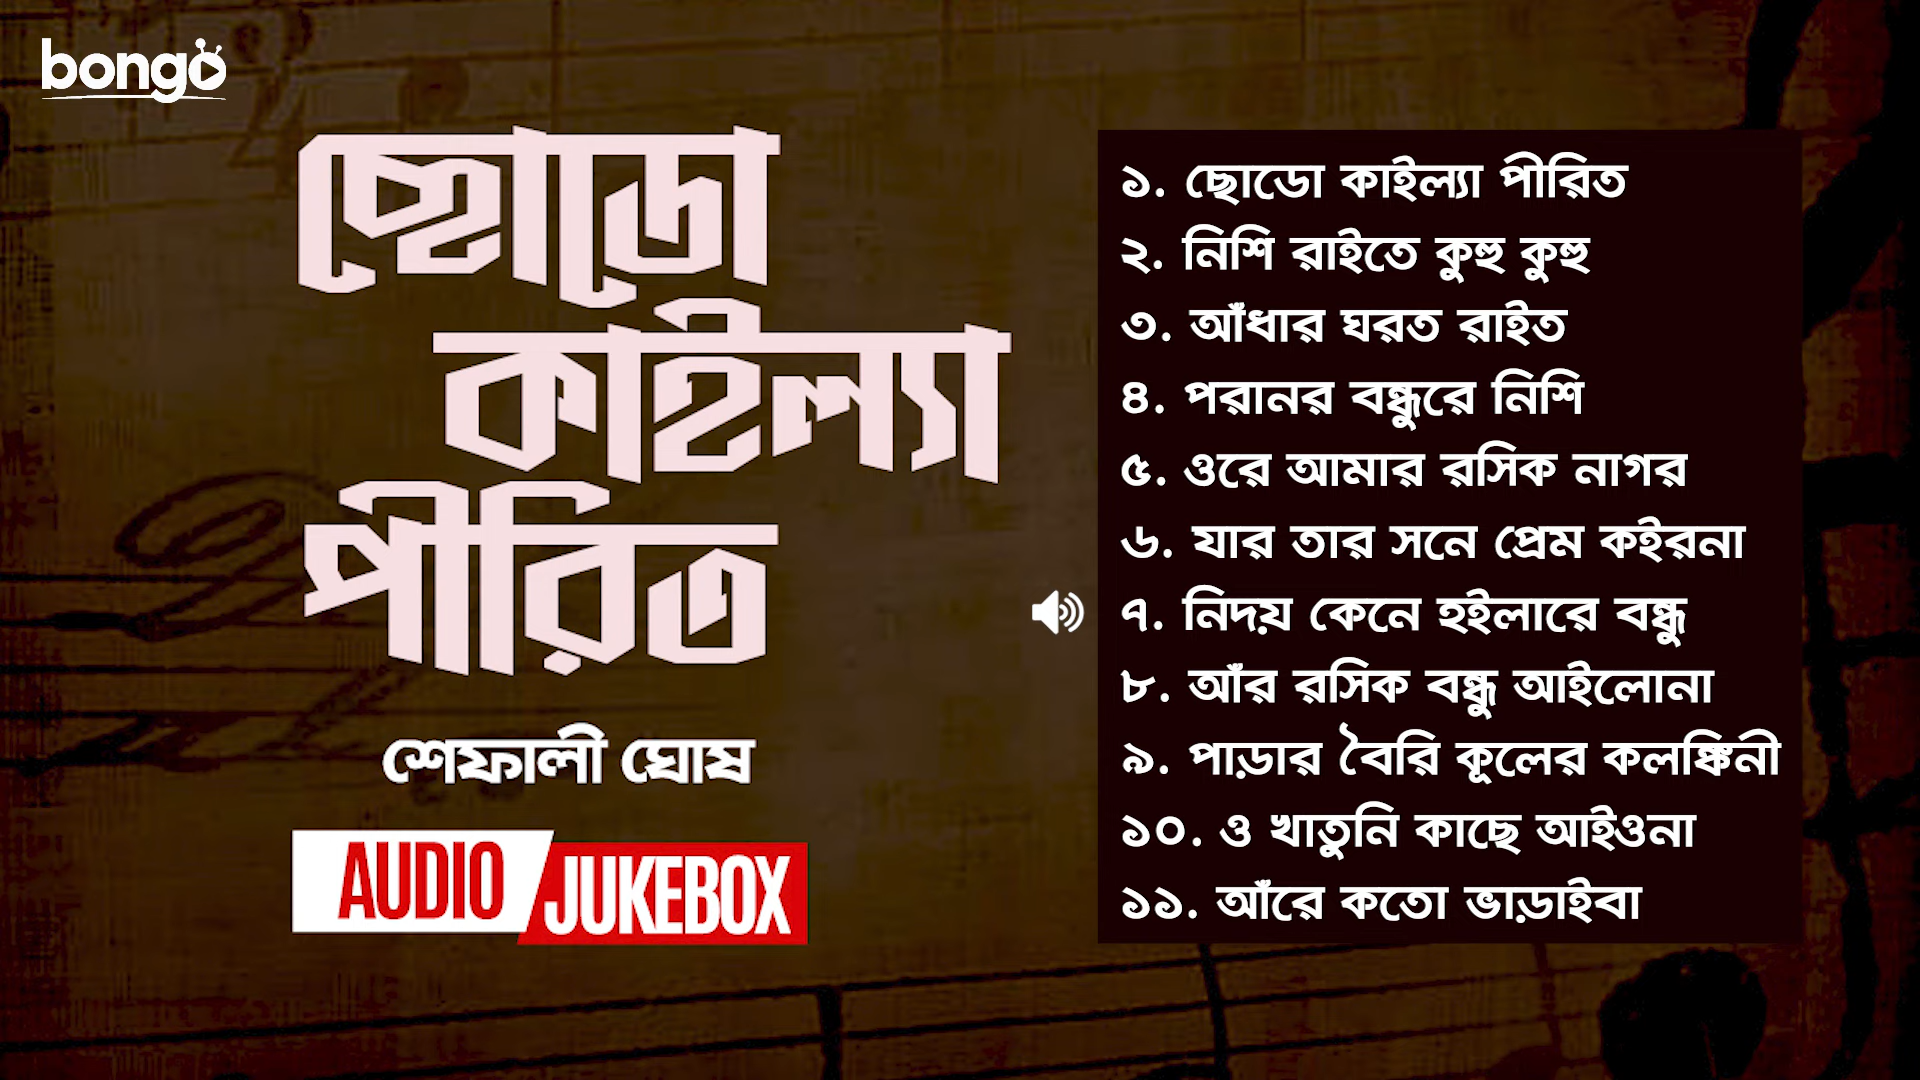 bongo
ছোডো
কাইল্যা
পীরিত
শেফালী ঘোষ
AUDIO JUKEBOX
১. ছোডো কাইল্যা পীরিত
২. নিশি রাইতে কুহু কুহু
৩. আঁধার ঘরত রাইত
৪. পরানর বন্ধুরে নিশি
৫. ওরে আমার রসিক নাগর
৬. যার তার সনে প্রেম কইরনা
৭. নিদয় কেনে হইলারে বন্ধু
৮. আঁর রসিক বন্ধু আইলোনা
৯. পাড়ার বৈরি কূলের কলঙ্কিনী
১০. ও খাতুনি কাছে আইওনা
১১. আঁরে কতো ভাড়াইবা